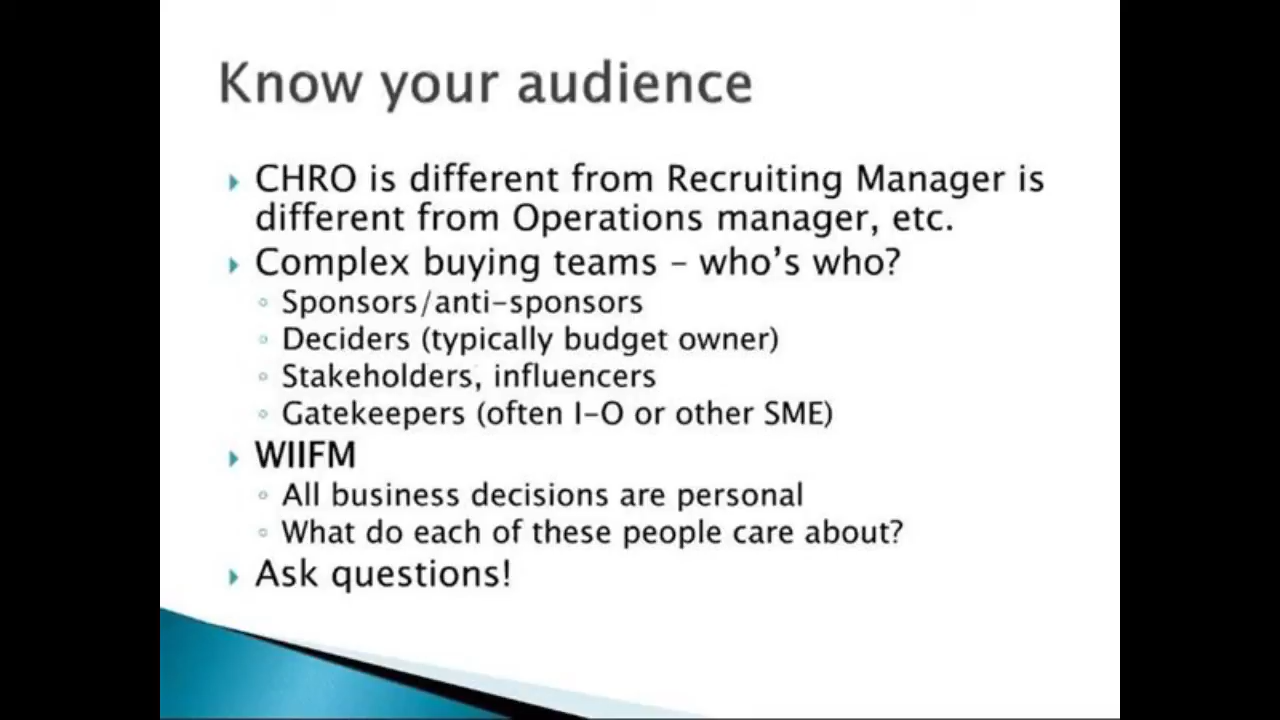 Know your audience
CHRO is different from Recruiting Manager is
different from Operations manager, etc.
Complex buying teams – who's who?
Sponsors/anti-sponsors
Deciders (typically budget owner)
Stakeholders, influencers
Gatekeepers (often I-O or other SME)
WIIFM
All business decisions are personal
What do each of these people care about?
Ask questions!